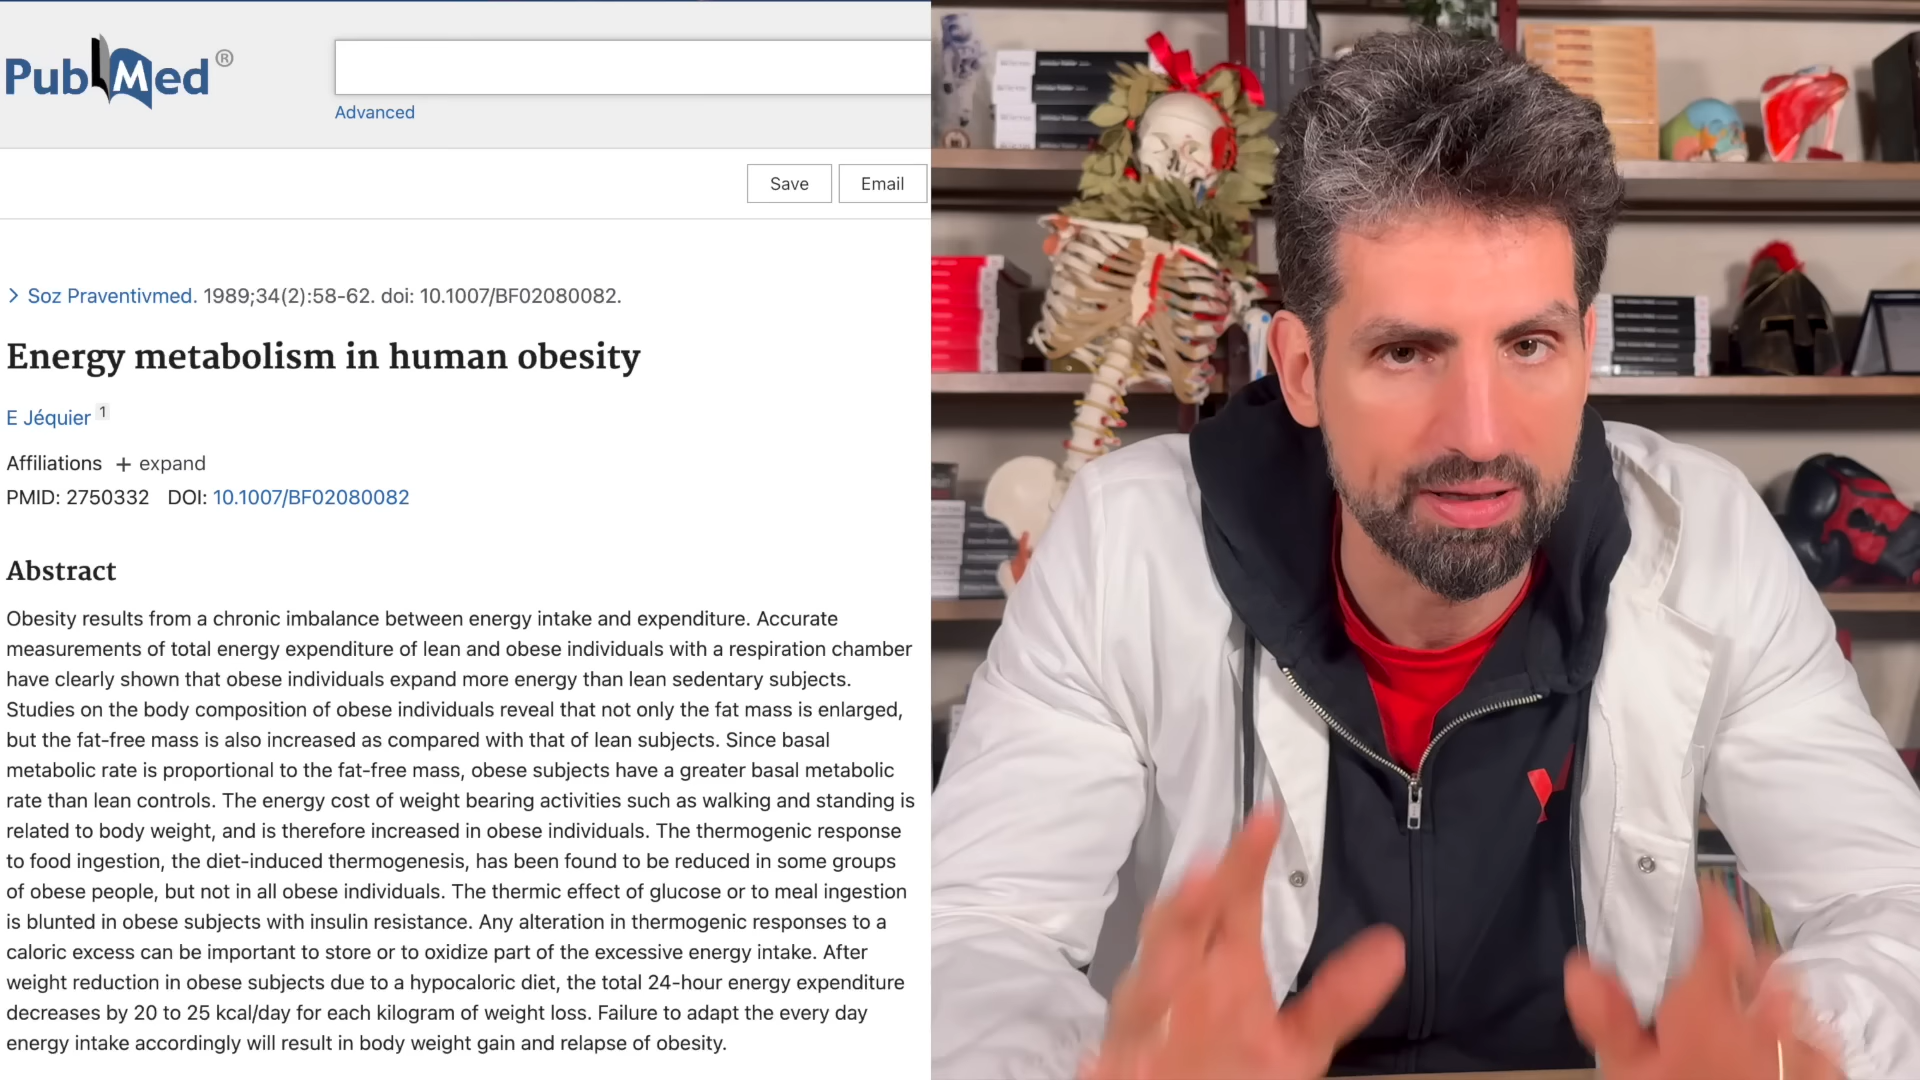 PubMed®
Advanced
Save
Email
> Soz Praventivmed. 1989;34(2):58-62. doi: 10.1007/BF02080082.
Energy metabolism in human obesity
E Jéquier 1
Affiliations + expand
PMID: 2750332 DOI: 10.1007/BF02080082
Abstract
Obesity results from a chronic imbalance between energy intake and expenditure. Accurate
measurements of total energy expenditure of lean and obese individuals with a respiration chamber
have clearly shown that obese individuals expand more energy than lean sedentary subjects.
Studies on the body composition of obese individuals reveal that not only the fat mass is enlarged,
but the fat-free mass is also increased as compared with that of lean subjects. Since basal
metabolic rate is proportional to the fat-free mass, obese subjects have a greater basal metabolic
rate than lean controls. The energy cost of weight bearing activities such as walking and standing is
related to body weight, and is therefore increased in obese individuals. The thermogenic response
to food ingestion, the diet-induced thermogenesis, has been found to be reduced in some groups
of obese people, but not in all obese individuals. The thermic effect of glucose or to meal ingestion
is blunted in obese subjects with insulin resistance. Any alteration in thermogenic responses to a
caloric excess can be important to store or to oxidize part of the excessive energy intake. After
weight reduction in obese subjects due to a hypocaloric diet, the total 24-hour energy expenditure
decreases by 20 to 25 kcal/day for each kilogram of weight loss. Failure to adapt the every day
energy intake accordingly will result in body weight gain and relapse of obesity.